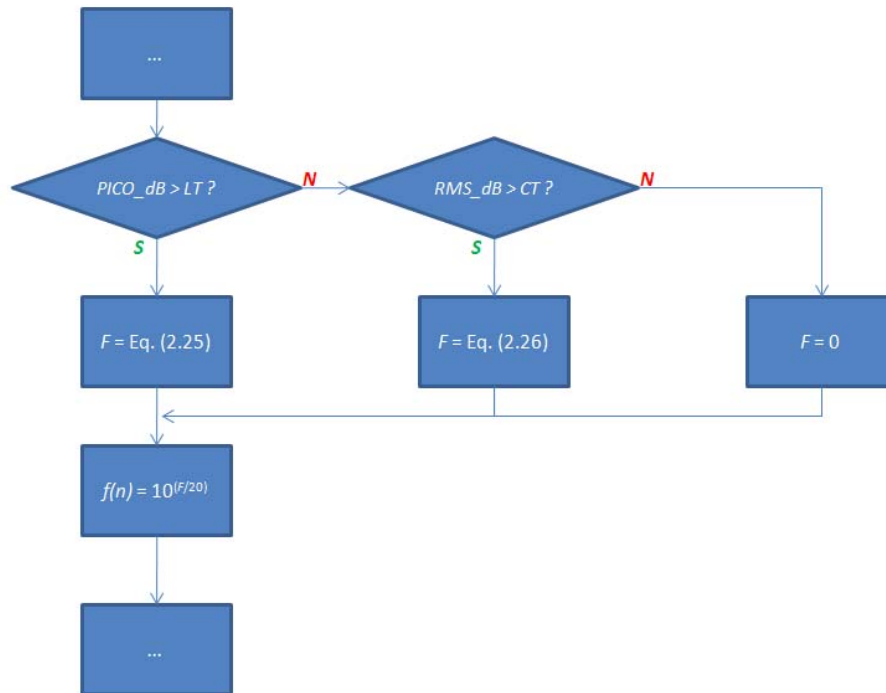 ...
PICO_dB > LT ?
N
RMS_dB > CT ?
N
S
S
F = Eq. (2.25)
F = Eq. (2.26)
F = 0
f(n) = 10^(F/20)
...